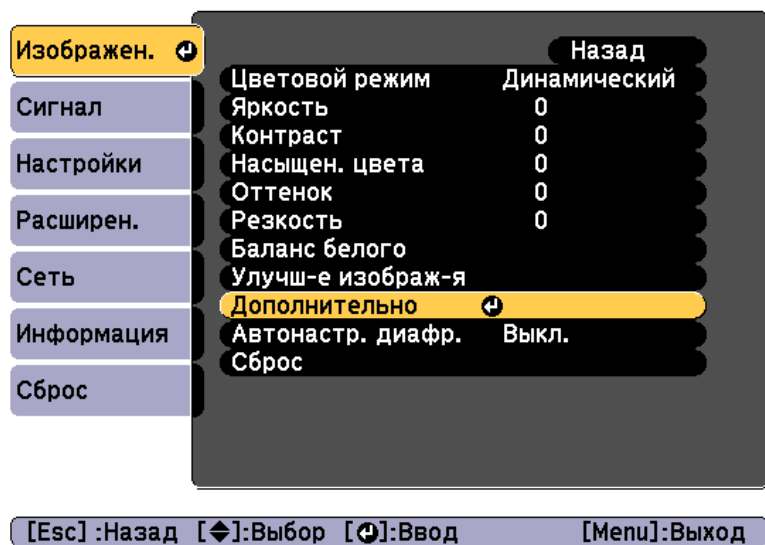 Изображен.
Сигнал
Настройки
Расширен.
Сеть
Информация
Сброс
Назад
Цветовой режим Динамический
Яркость 0
Контраст 0
Насыщен. цвета 0
Оттенок 0
Резкость 0
Баланс белого
Улучш-е изображ-я
Дополнительно
Автонастр. диафр. Выкл.
Сброс
[Esc] :Назад [◆]:Выбор [⏎]:Ввод [Menu]:Выход